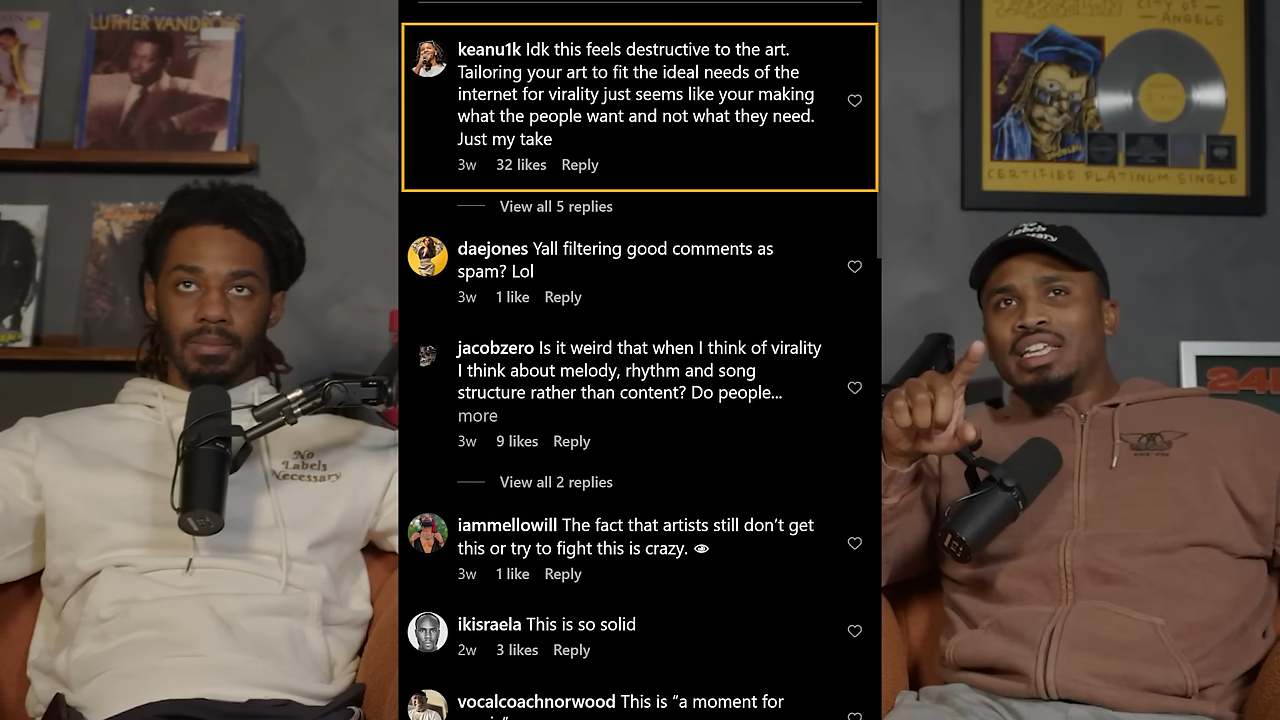 LUTHER VANDROSS
No
Labels
Necessary
keanu1k Idk this feels destructive to the art.
Tailoring your art to fit the ideal needs of the
internet for virality just seems like your making
what the people want and not what they need.
Just my take
3w 32 likes Reply
View all 5 replies
daejones Yall filtering good comments as
spam? Lol
3w 1 like Reply
jacobzero Is it weird that when I think of virality
I think about melody, rhythm and song
structure rather than content? Do people...
more
3w 9 likes Reply
View all 2 replies
iammellowill The fact that artists still don’t get
this or try to fight this is crazy. 👁
3w 1 like Reply
ikisraela This is so solid
2w 3 likes Reply
vocalcoachnorwood This is “a moment for
CITY OF
ANGELS
CERTIFIED PLATINUM SINGLE
No
Labels
Necessary